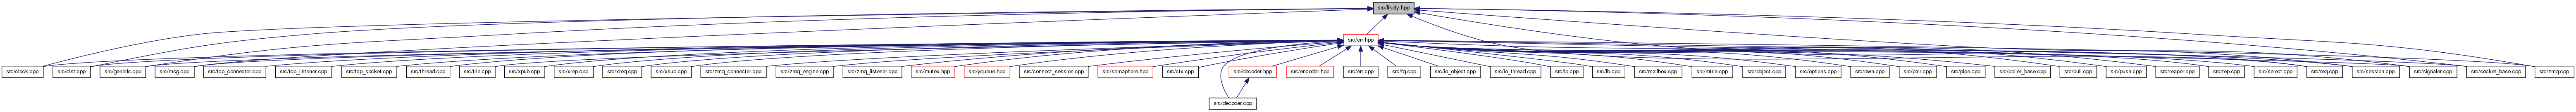 src/likely.hpp
src/err.hpp
src/clock.cpp
src/dist.cpp
src/generic.cpp
src/msg.cpp
src/tcp_connecter.cpp
src/tcp_listener.cpp
src/tcp_socket.cpp
src/thread.cpp
src/trie.cpp
src/xpub.cpp
src/xrep.cpp
src/xreq.cpp
src/xsub.cpp
src/zmq_connecter.cpp
src/zmq_engine.cpp
src/zmq_listener.cpp
src/mutex.hpp
src/yqueue.hpp
src/connect_session.cpp
src/semaphore.hpp
src/ctx.cpp
src/decoder.hpp
src/encoder.hpp
src/err.cpp
src/fq.cpp
src/io_object.cpp
src/io_thread.cpp
src/ip.cpp
src/lb.cpp
src/mailbox.cpp
src/mtrie.cpp
src/object.cpp
src/options.cpp
src/own.cpp
src/pair.cpp
src/pipe.cpp
src/poller_base.cpp
src/pull.cpp
src/push.cpp
src/reaper.cpp
src/rep.cpp
src/select.cpp
src/req.cpp
src/session.cpp
src/signaler.cpp
src/socket_base.cpp
src/zmq.cpp
src/decoder.cpp